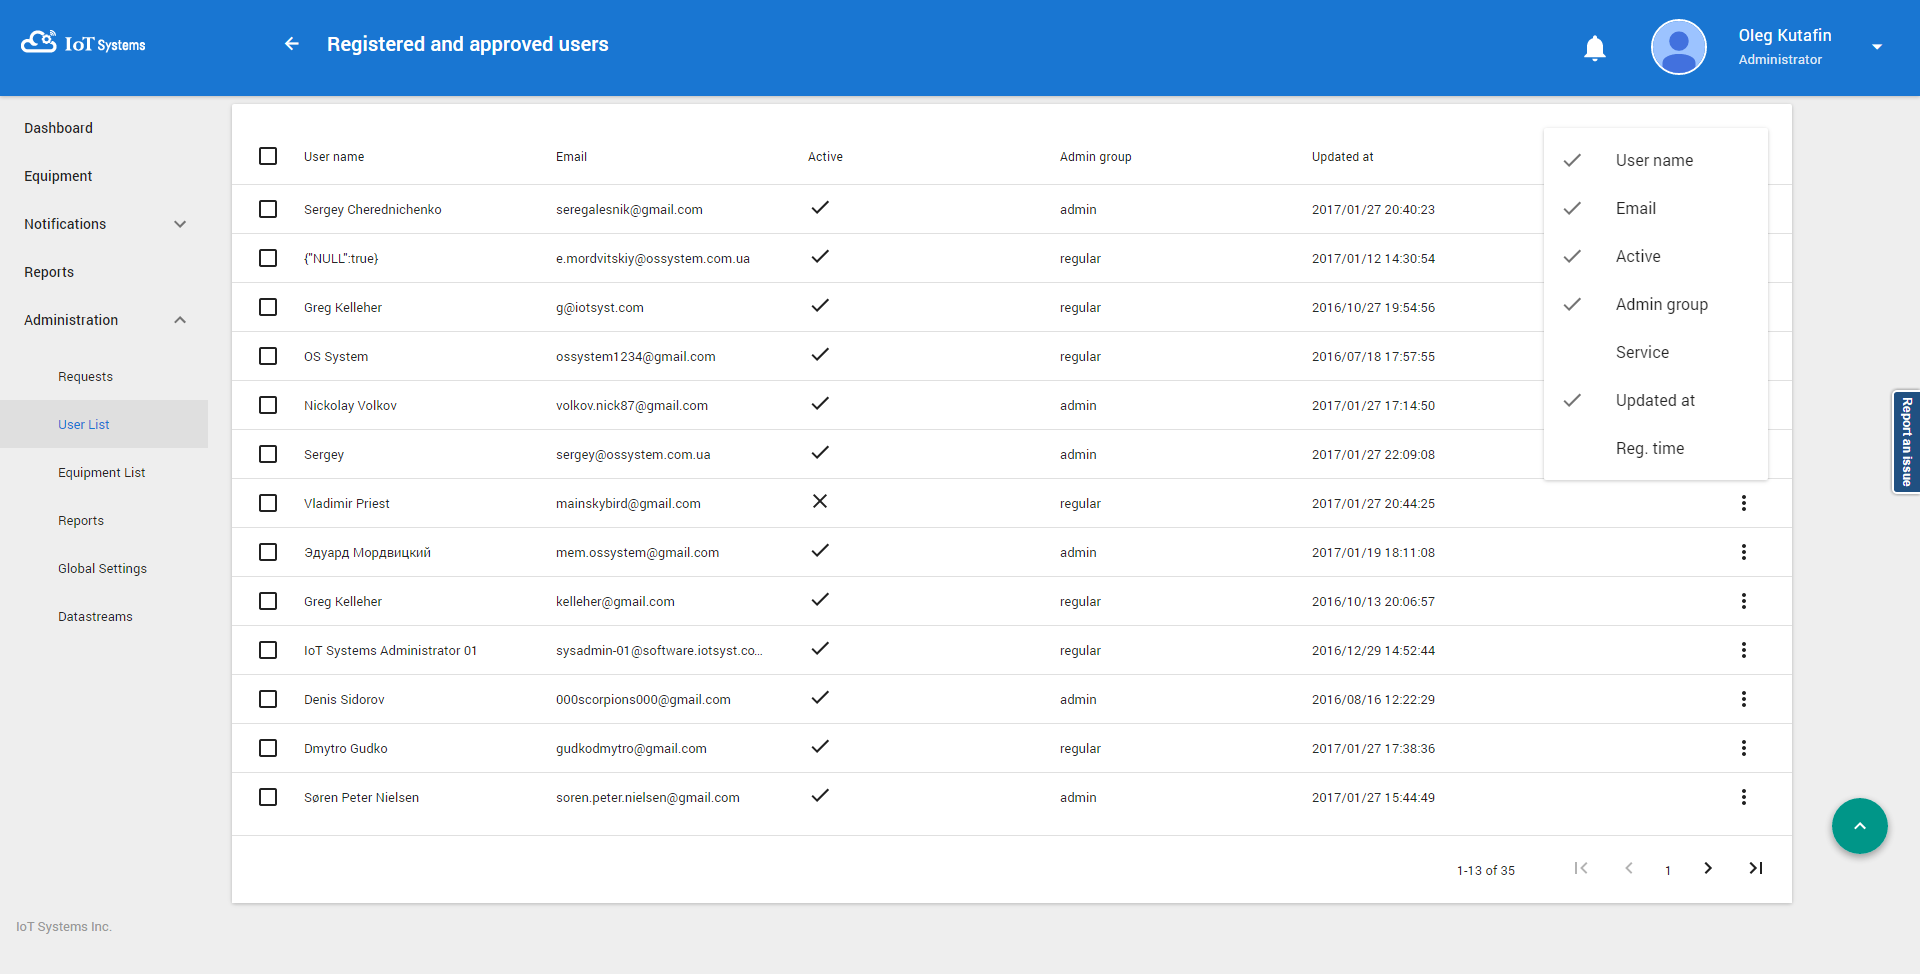 IoT Systems
Registered and approved users
Oleg Kutafin
Administrator
Dashboard
Equipment
Notifications
Reports
Administration
Requests
User List
Equipment List
Reports
Global Settings
Datastreams
IoT Systems Inc.
User name Email Active Admin group Updated at
Sergey Cherednichenko seregalesnik@gmail.com admin 2017/01/27 20:40:23
{"NULL":true} e.mordvitskiy@ossystem.com.ua regular 2017/01/12 14:30:54
Greg Kelleher g@iotsyst.com regular 2016/10/27 19:54:56
OS System ossystem1234@gmail.com regular 2016/07/18 17:57:55
Nickolay Volkov volkov.nick87@gmail.com admin 2017/01/27 17:14:50
Sergey sergey@ossystem.com.ua admin 2017/01/27 22:09:08
Vladimir Priest mainskybird@gmail.com regular 2017/01/27 20:44:25
Эдуард Мордвицкий mem.ossystem@gmail.com admin 2017/01/19 18:11:08
Greg Kelleher kelleher@gmail.com regular 2016/10/13 20:06:57
IoT Systems Administrator 01 sysadmin-01@software.iotsyst.co... regular 2016/12/29 14:52:44
Denis Sidorov 000scorpions000@gmail.com admin 2016/08/16 12:22:29
Dmytro Gudko gudkodmytro@gmail.com regular 2017/01/27 17:38:36
Søren Peter Nielsen soren.peter.nielsen@gmail.com admin 2017/01/27 15:44:49
1-13 of 35 1
User name
Email
Active
Admin group
Service
Updated at
Reg. time
Report an issue